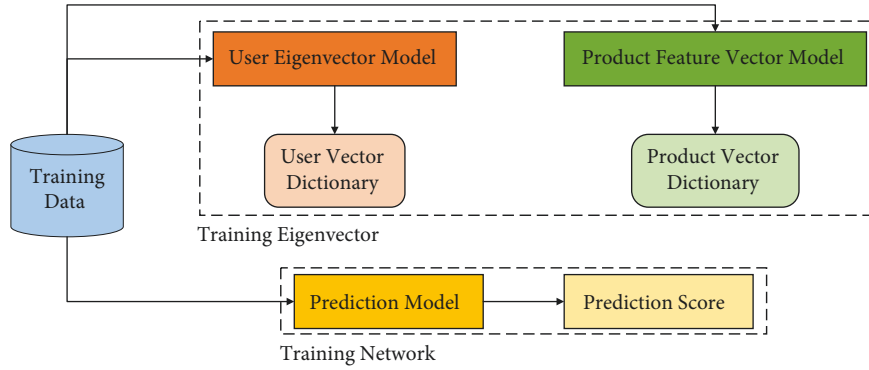 User Eigenvector Model
Product Feature Vector Model
User Vector
Dictionary
Product Vector
Dictionary
Training
Data
Training Eigenvector
Prediction Model
Prediction Score
Training Network